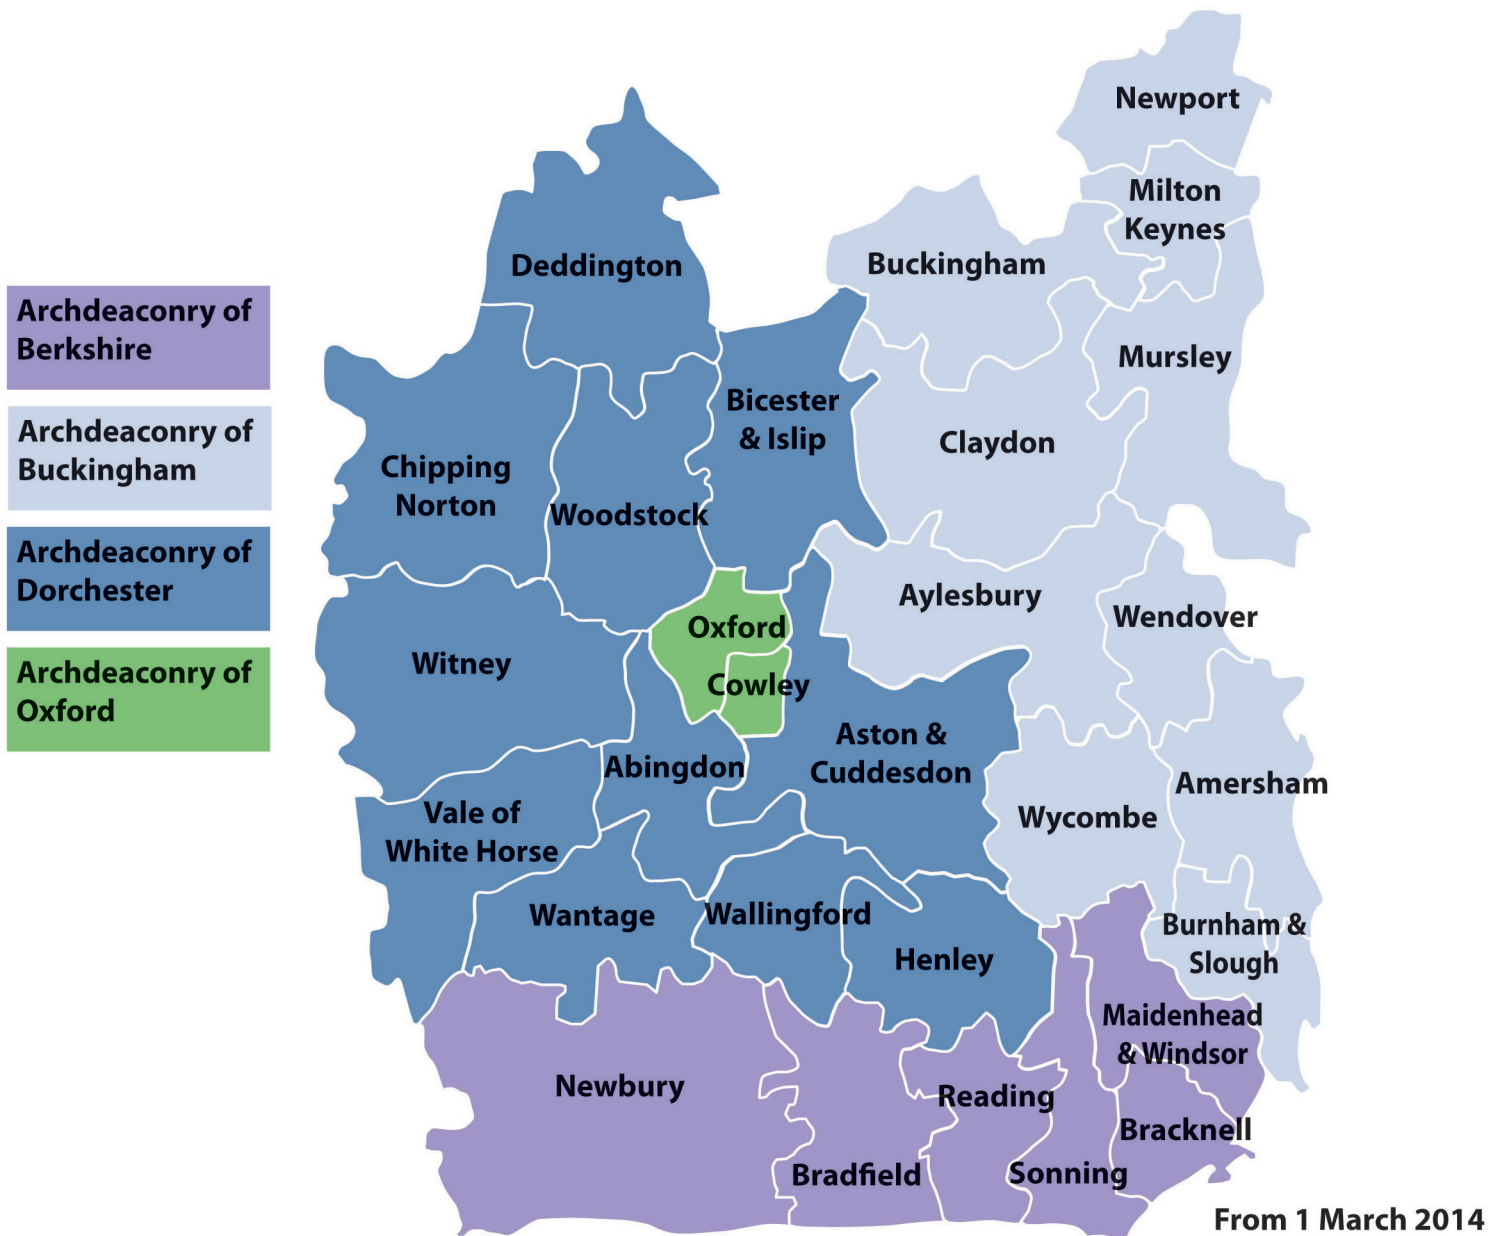 Archdeaconry of
Berkshire
Archdeaconry of
Buckingham
Archdeaconry of
Dorchester
Archdeaconry of
Oxford
Newport
Milton
Keynes
Buckingham
Deddington
Mursley
Bicester
& Islip
Claydon
Chipping
Norton
Woodstock
Aylesbury
Wendover
Oxford
Witney
Cowley
Aston &
Cuddesdon
Abingdon
Amersham
Vale of
White Horse
Wycombe
Wantage
Wallingford
Burnham &
Slough
Henley
Maidenhead
& Windsor
Newbury
Reading
Bracknell
Bradfield
Sonning
From 1 March 2014